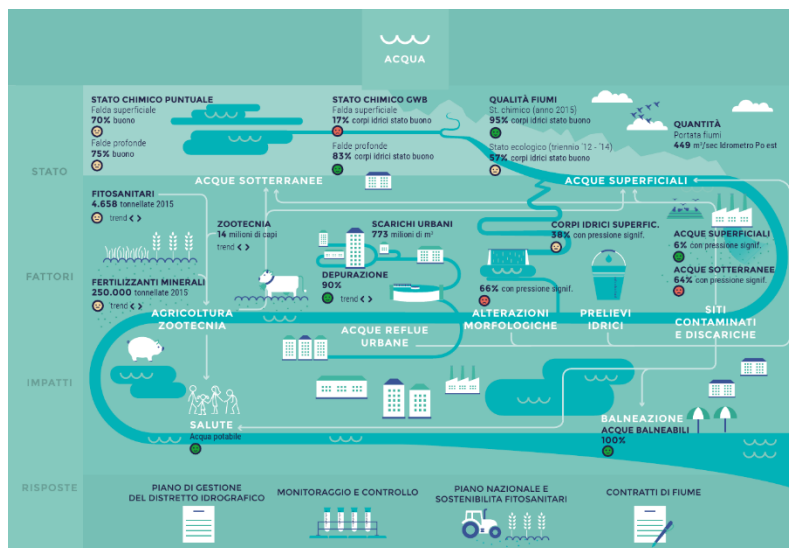 ACQUA
STATO CHIMICO PUNTUALE
Falda superficiale
70% buono
Falde profonde
75% buono
STATO CHIMICO GWB
Falda superficiale
17% corpi idrici stato buono
Falde profonde
83% corpi idrici stato buono
QUALITÀ FIUMI
St. chimico (anno 2015)
95% corpi idrici stato buono
Stato ecologico (triennio '12 - '14)
57% corpi idrici stato buono
QUANTITÀ
Portata fiumi
449 m³/sec Idrometro Po est
STATO
ACQUE SOTTERRANEE
ACQUE SUPERFICIALI
FITOSANITARI
4.658 tonnellate 2015
trend < >
ZOOTECNIA
14 milioni di capi
trend < >
SCARICHI URBANI
773 milioni di m³
DEPURAZIONE
90%
trend < >
CORPI IDRICI SUPERFIC.
38% con pressione signif.
66% con pressione signif.
ACQUE SUPERFICIALI
6% con pressione signif.
ACQUE SOTTERRANEE
64% con pressione signif.
FATTORI
FERTILIZZANTI MINERALI
250.000 tonnellate 2015
trend < >
AGRICOLTURA
ZOOTECNIA
ACQUE REFLUE
URBANE
ALTERAZIONI
MORFOLOGICHE
PRELIEVI
IDRICI
SITI
CONTAMINATI
E DISCARICHE
IMPATTI
SALUTE
Acqua potabile
BALNEAZIONE
ACQUE BALNEABILI
100%
RISPOSTE
PIANO DI GESTIONE
DEL DISTRETTO IDROGRAFICO
MONITORAGGIO E CONTROLLO
PIANO NAZIONALE E
SOSTENIBILITA FITOSANITARI
CONTRATTI DI FIUME